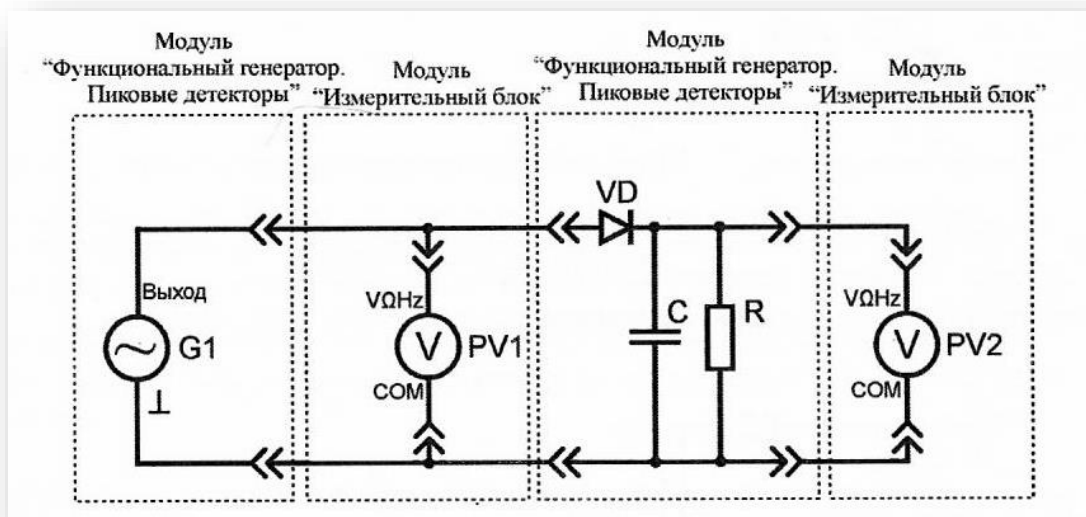 Модуль
“Функциональный генератор.
Пиковые детекторы”
Модуль
“Измерительный блок”
Модуль
“Функциональный генератор.
Пиковые детекторы”
Модуль
“Измерительный блок”
Выход
G1
⊥
VΩHz
V
PV1
COM
VD
C
R
VΩHz
V
PV2
COM